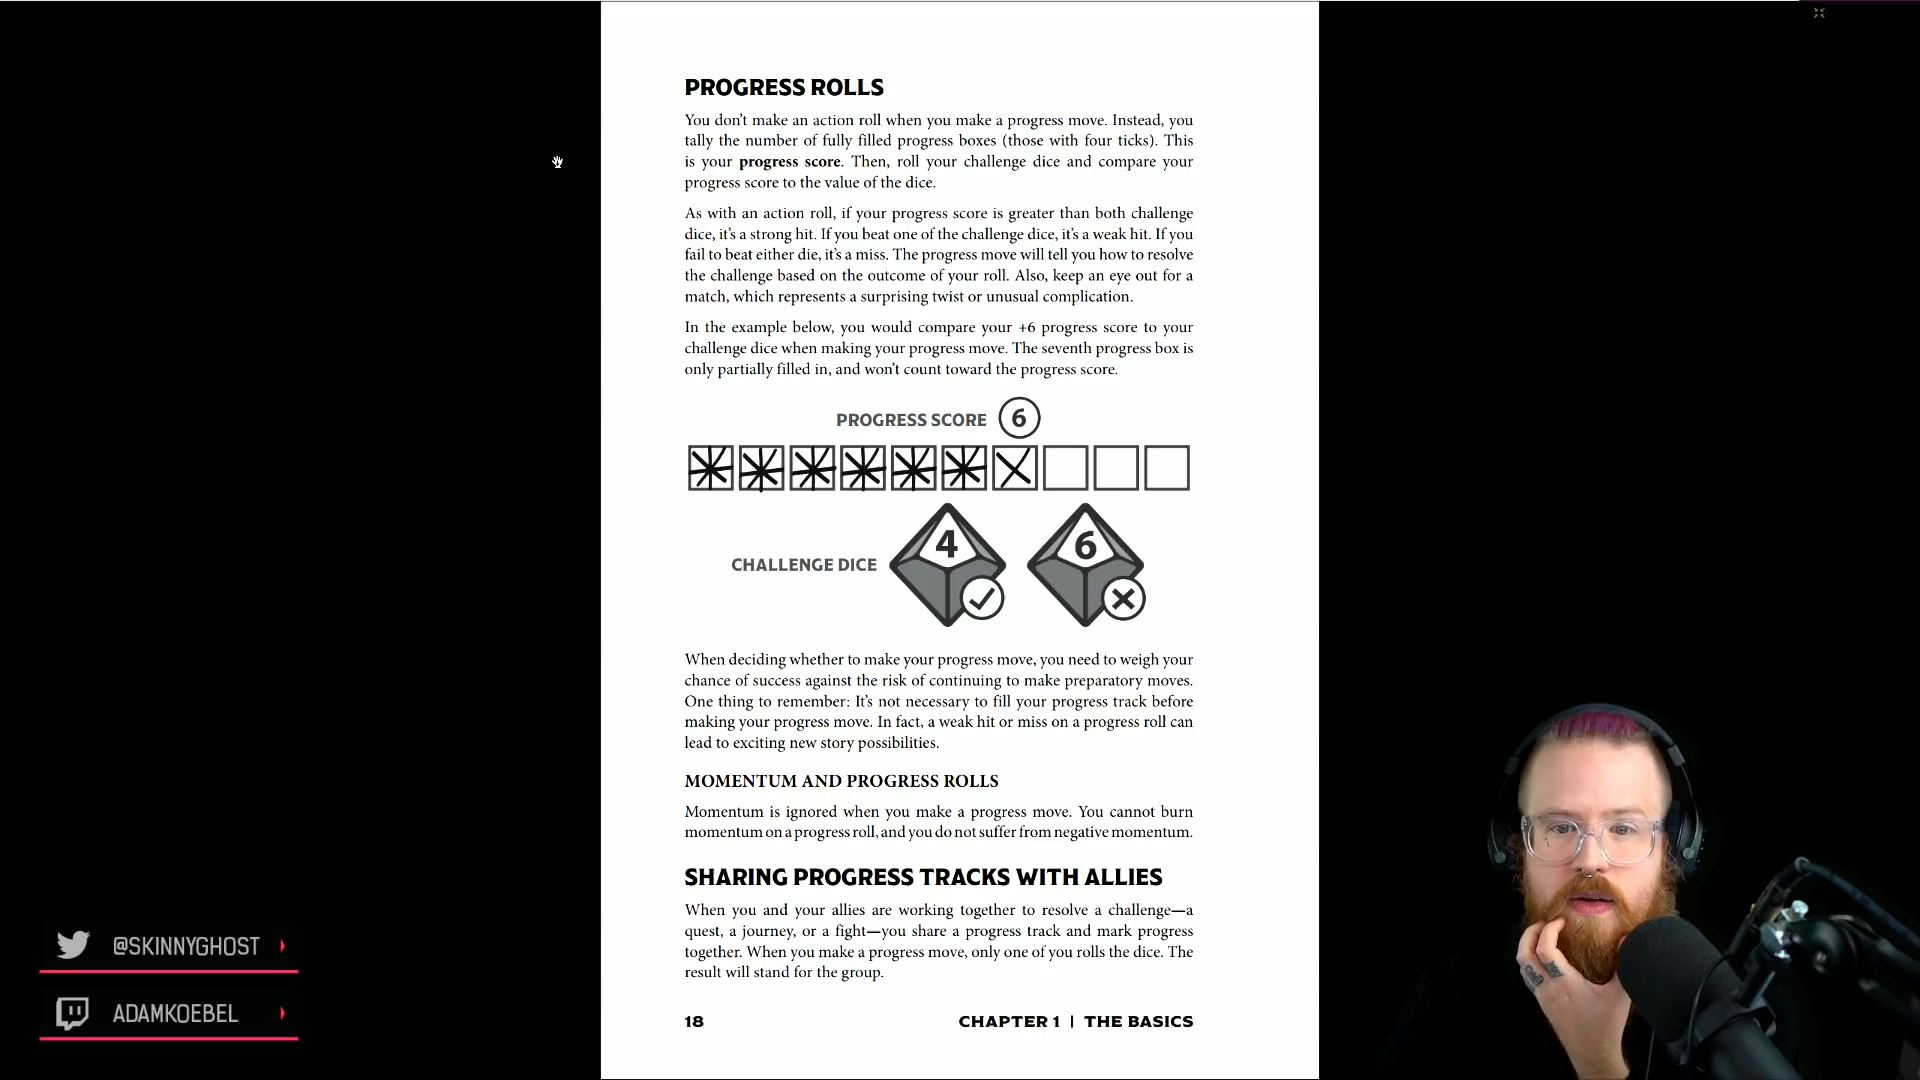 PROGRESS ROLLS
You don't make an action roll when you make a progress move. Instead, you
tally the number of fully filled progress boxes (those with four ticks). This
is your progress score. Then, roll your challenge dice and compare your
progress score to the value of the dice.
As with an action roll, if your progress score is greater than both challenge
dice, it's a strong hit. If you beat one of the challenge dice, it's a weak hit. If you
fail to beat either die, it's a miss. The progress move will tell you how to resolve
the challenge based on the outcome of your roll. Also, keep an eye out for a
match, which represents a surprising twist or unusual complication.
In the example below, you would compare your +6 progress score to your
challenge dice when making your progress move. The seventh progress box is
only partially filled in, and won't count toward the progress score.
PROGRESS SCORE 6
CHALLENGE DICE 4 6
When deciding whether to make your progress move, you need to weigh your
chance of success against the risk of continuing to make preparatory moves.
One thing to remember: It's not necessary to fill your progress track before
making your progress move. In fact, a weak hit or miss on a progress roll can
lead to exciting new story possibilities.
MOMENTUM AND PROGRESS ROLLS
Momentum is ignored when you make a progress move. You cannot burn
momentum on a progress roll, and you do not suffer from negative momentum.
SHARING PROGRESS TRACKS WITH ALLIES
When you and your allies are working together to resolve a challenge—a
quest, a journey, or a fight—you share a progress track and mark progress
together. When you make a progress move, only one of you rolls the dice. The
result will stand for the group.
18 CHAPTER 1 | THE BASICS
@SKINNYGHOST
ADAMKOEBEL